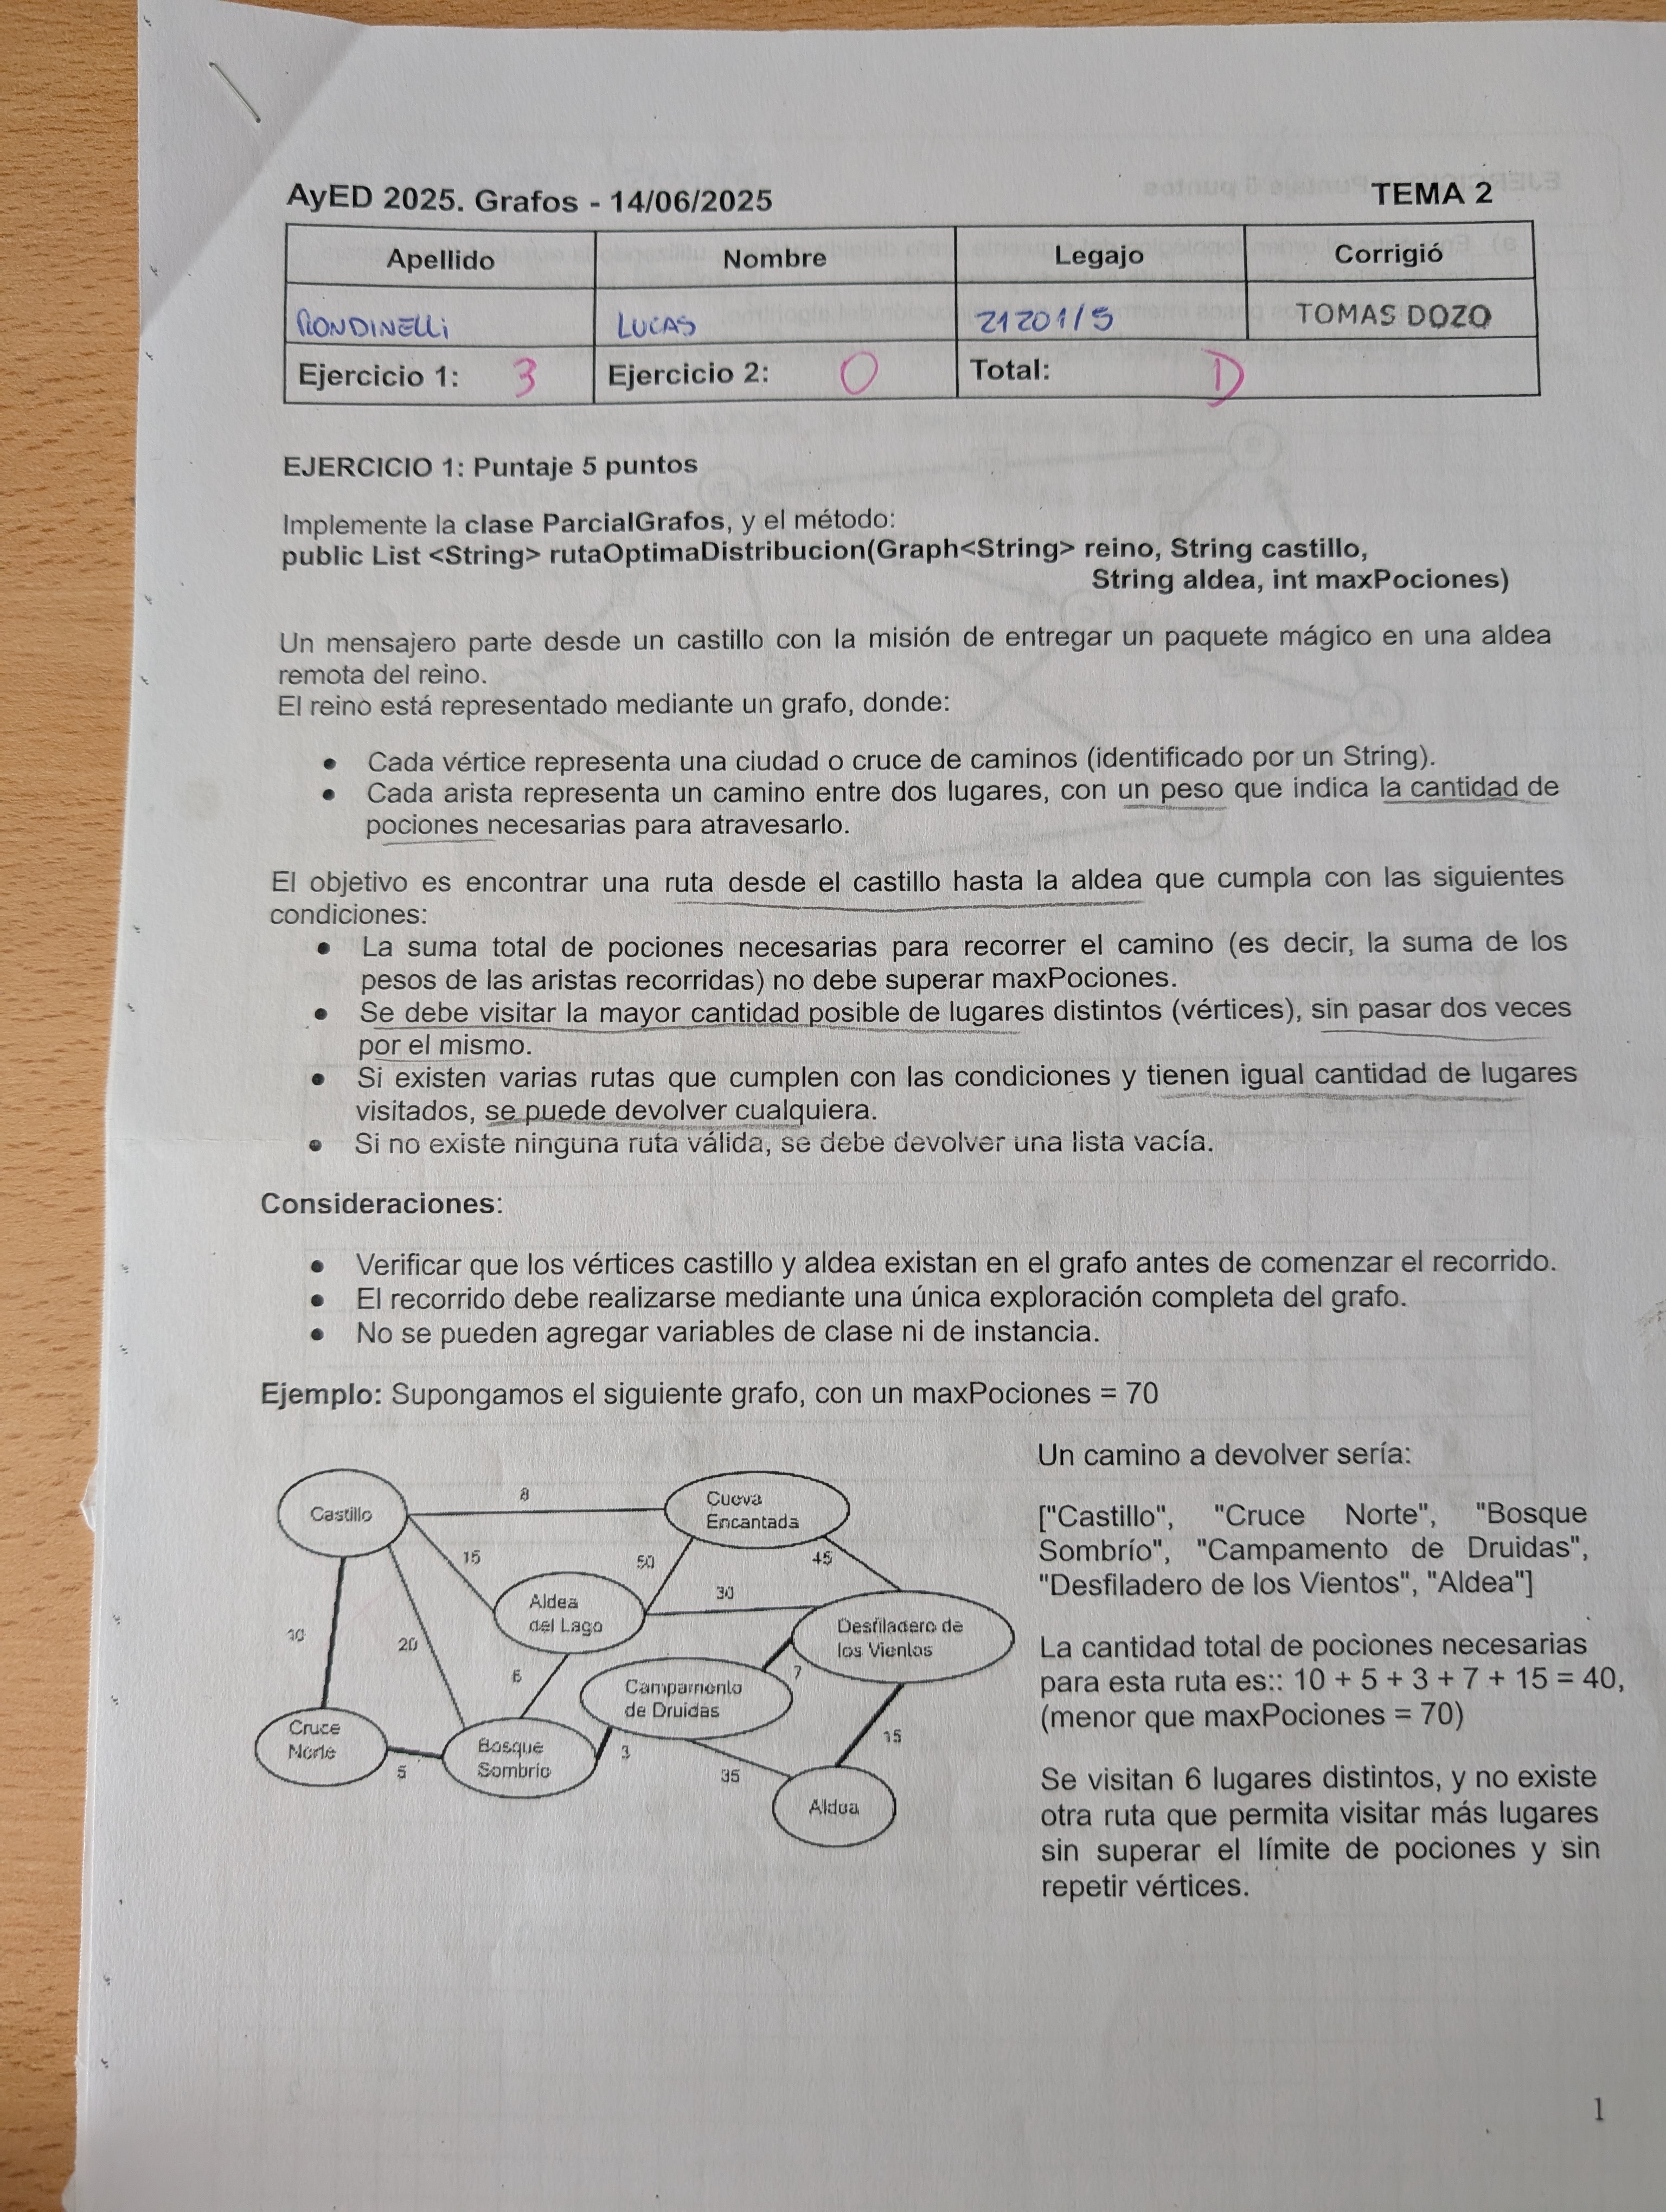 AyED 2025. Grafos - 14/06/2025 TEMA 2
Apellido Nombre Legajo Corrigió
RONDINELLi LUCAS 21201/5 TOMAS DOZO
Ejercicio 1: 3 Ejercicio 2: 0 Total: D
EJERCICIO 1: Puntaje 5 puntos
Implemente la clase ParcialGrafos, y el método:
public List <String> rutaOptimaDistribucion(Graph<String> reino, String castillo,
String aldea, int maxPociones)
Un mensajero parte desde un castillo con la misión de entregar un paquete mágico en una aldea
remota del reino.
El reino está representado mediante un grafo, donde:
• Cada vértice representa una ciudad o cruce de caminos (identificado por un String).
• Cada arista representa un camino entre dos lugares, con un peso que indica la cantidad de
pociones necesarias para atravesarlo.
El objetivo es encontrar una ruta desde el castillo hasta la aldea que cumpla con las siguientes
condiciones:
• La suma total de pociones necesarias para recorrer el camino (es decir, la suma de los
pesos de las aristas recorridas) no debe superar maxPociones.
• Se debe visitar la mayor cantidad posible de lugares distintos (vértices), sin pasar dos veces
por el mismo.
• Si existen varias rutas que cumplen con las condiciones y tienen igual cantidad de lugares
visitados, se puede devolver cualquiera.
• Si no existe ninguna ruta válida, se debe devolver una lista vacía.
Consideraciones:
• Verificar que los vértices castillo y aldea existan en el grafo antes de comenzar el recorrido.
• El recorrido debe realizarse mediante una única exploración completa del grafo.
• No se pueden agregar variables de clase ni de instancia.
Ejemplo: Supongamos el siguiente grafo, con un maxPociones = 70
Castillo
8
Cueva
Encantada
15
50
45
Aldea
del Lago
30
10
20
Desfiladero de
los Vientos
6
Campamento
de Druidas
7
Cruce
Norte
5
Bosque
Sombrío
3
35
15
Aldea
Un camino a devolver sería:
["Castillo", "Cruce Norte", "Bosque
Sombrío", "Campamento de Druidas",
"Desfiladero de los Vientos", "Aldea"]
La cantidad total de pociones necesarias
para esta ruta es:: 10 + 5 + 3 + 7 + 15 = 40,
(menor que maxPociones = 70)
Se visitan 6 lugares distintos, y no existe
otra ruta que permita visitar más lugares
sin superar el límite de pociones y sin
repetir vértices.
1